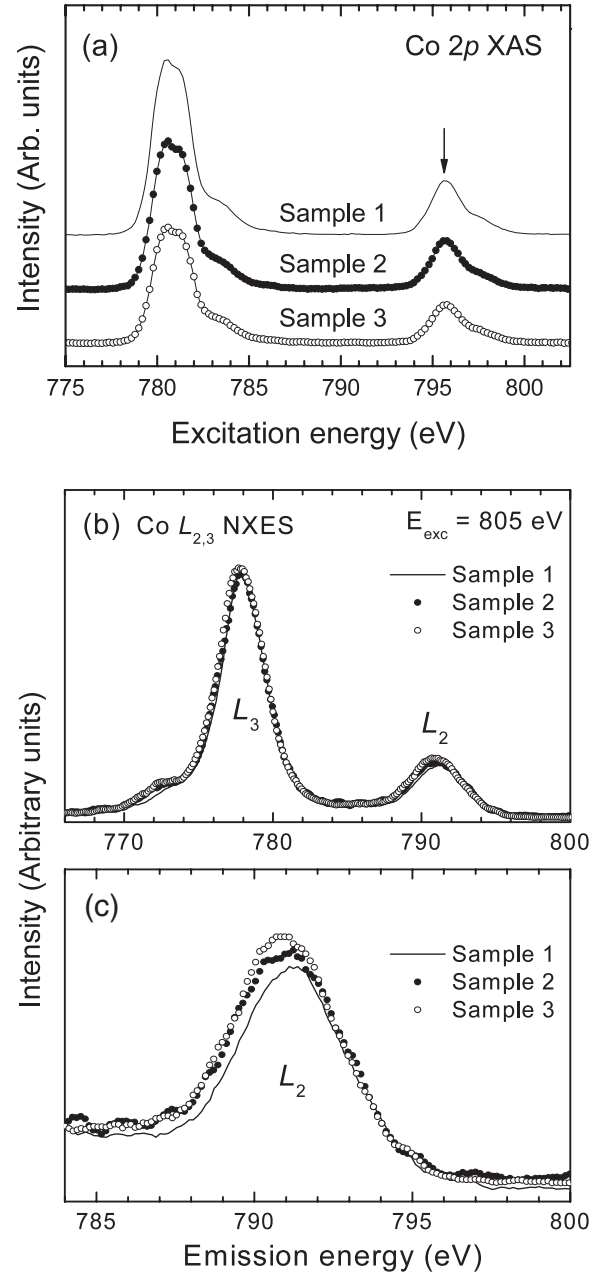 (a)
Co 2p XAS
Intensity (Arb. units)
Sample 1
Sample 2
Sample 3
775 780 785 790 795 800
Excitation energy (eV)
(b) Co L2,3 NXES
Eexc = 805 eV
Sample 1
Sample 2
Sample 3
L3
L2
770 780 790 800
Intensity (Arbitrary units)
(c)
Sample 1
Sample 2
Sample 3
L2
785 790 795 800
Emission energy (eV)